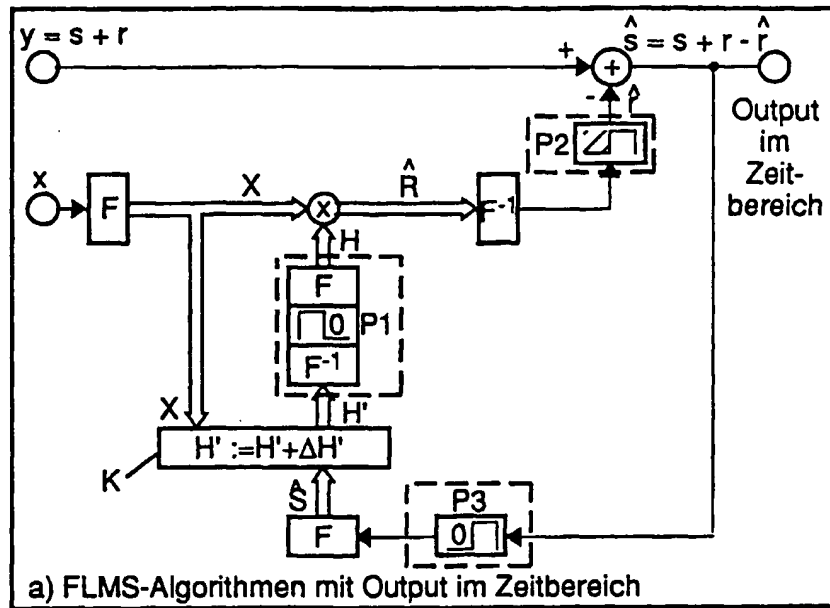 y = s + r
ŝ = s + r - r̂
+
+
-
r̂
P2
Output
im
Zeit-
bereich
x
F
X
x
R̂
F⁻¹
H
F
0
P1
F⁻¹
X
H'
H' :=H'+ΔH'
K
Ŝ
P3
F
0
a) FLMS-Algorithmen mit Output im Zeitbereich